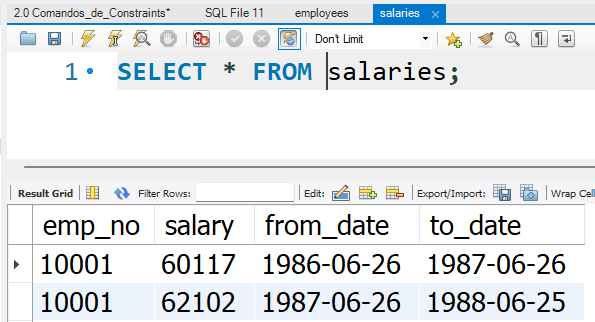 2.0 Comandos_de_Constraints* SQL File 11 employees salaries
Don't Limit
1 SELECT * FROM salaries;
Result Grid Filter Rows: Edit: Export/Import: Wrap Cel
emp_no salary from_date to_date
10001 60117 1986-06-26 1987-06-26
10001 62102 1987-06-26 1988-06-25